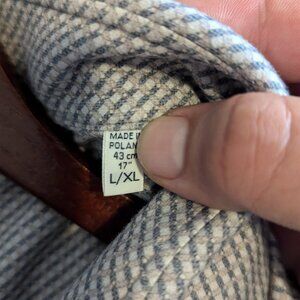 MADE I
POLAN
43 cm
17"
L/XL